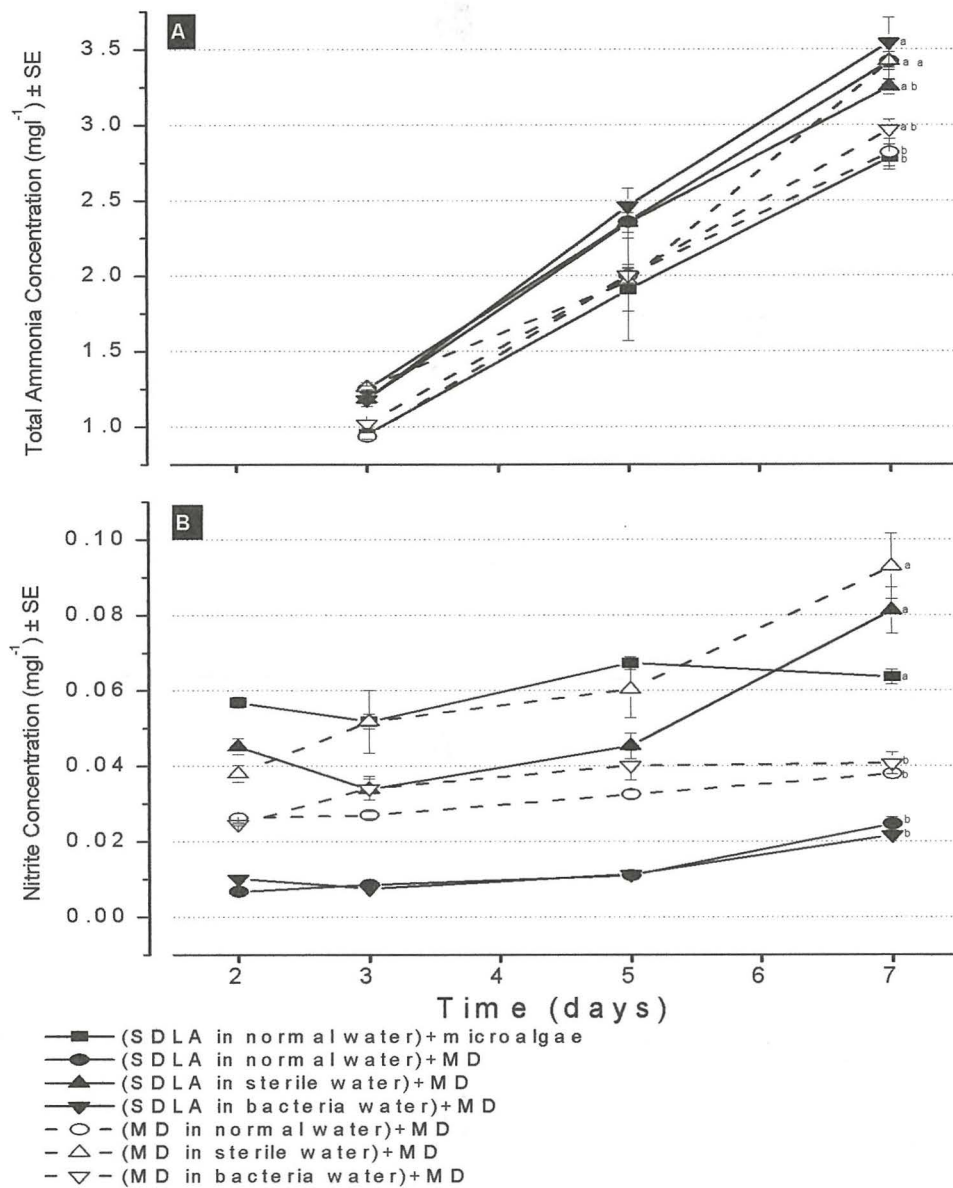 A
Total Ammonia Concentration (mgl-1) ± SE
3.5
3.0
2.5
2.0
1.5
1.0
a
a a
a b
a b
b
b
B
Nitrite Concentration (mgl-1) ± SE
0.10
0.08
0.06
0.04
0.02
0.00
a
a
a
b
b
b
b
2 3 4 5 6 7
Time (days)
(SDLA in normal water)+microalgae
(SDLA in normal water)+MD
(SDLA in sterile water)+MD
(SDLA in bacteria water)+MD
(MD in normal water)+MD
(MD in sterile water)+MD
(MD in bacteria water)+MD